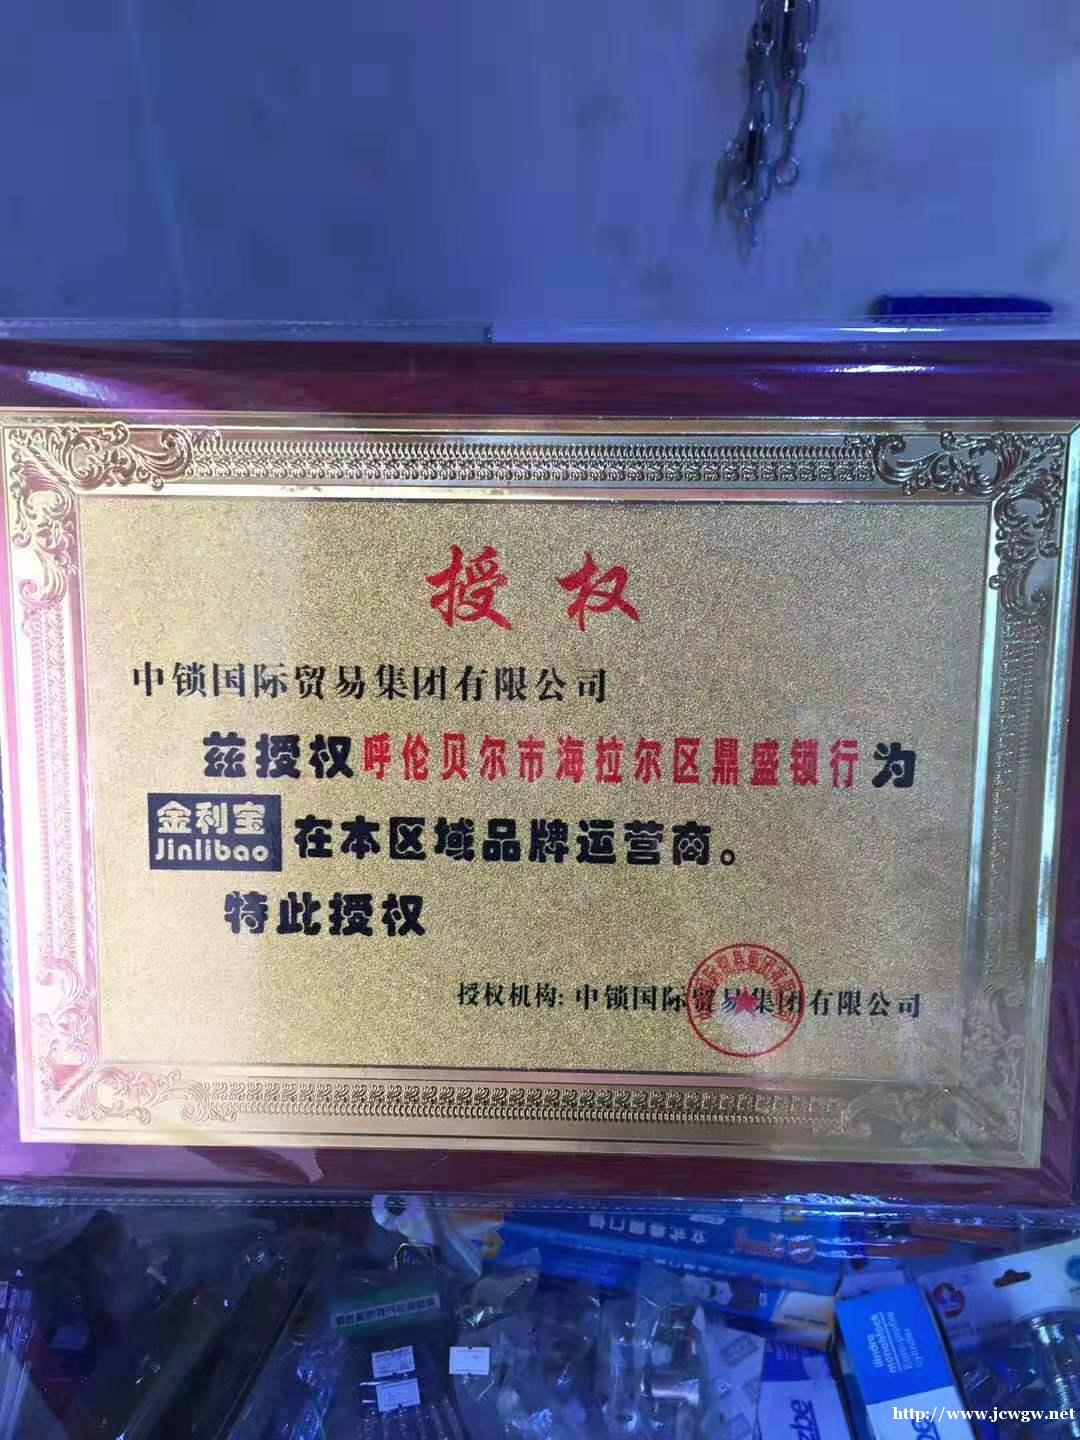 授权
中锁国际贸易集团有限公司
兹授权呼伦贝尔市海拉尔区鼎盛锁行为
金利宝
Jinlibao
在本区域品牌运营商。
特此授权
授权机构: 中锁国际贸易集团有限公司
http://www.jcwgw.net